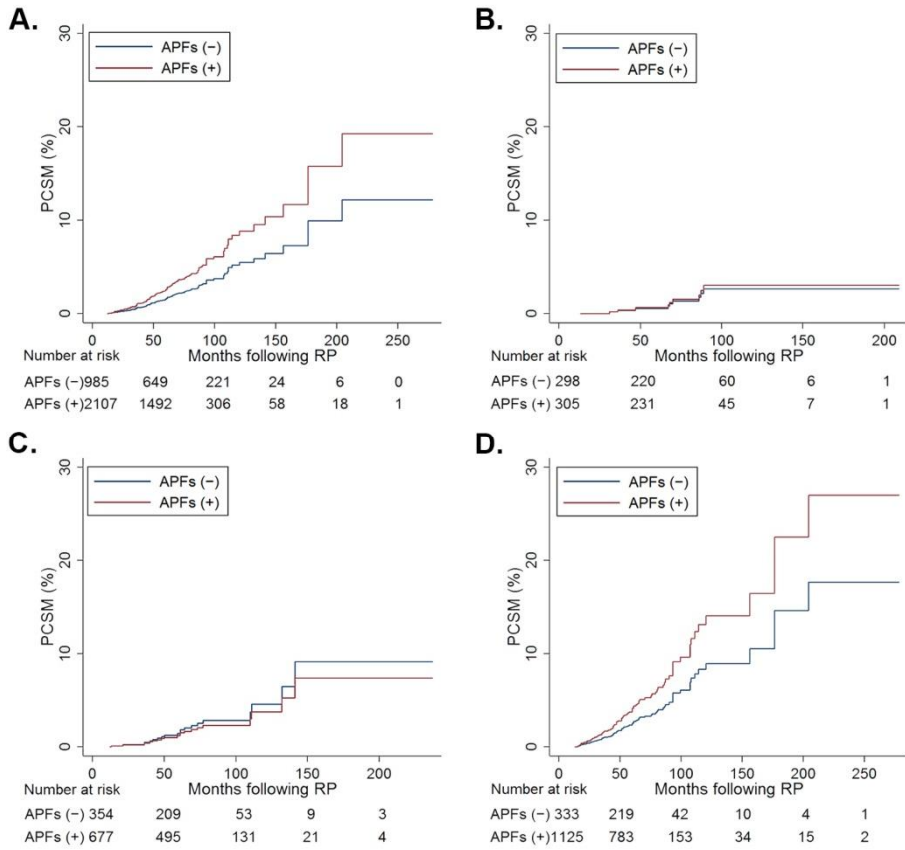 A.
APFs (−)
APFs (+)
PCSM (%)
30
20
10
0
0 50 100 150 200 250
Number at risk Months following RP
APFs (−) 985 649 221 24 6 0
APFs (+) 2107 1492 306 58 18 1
B.
APFs (−)
APFs (+)
PCSM (%)
30
20
10
0
0 50 100 150 200
Number at risk Months following RP
APFs (−) 298 220 60 6 1
APFs (+) 305 231 45 7 1
C.
APFs (−)
APFs (+)
PCSM (%)
30
20
10
0
0 50 100 150 200
Number at risk Months following RP
APFs (−) 354 209 53 9 3
APFs (+) 677 495 131 21 4
D.
APFs (−)
APFs (+)
PCSM (%)
30
20
10
0
0 50 100 150 200 250
Number at risk Months following RP
APFs (−) 333 219 42 10 4 1
APFs (+) 1125 783 153 34 15 2